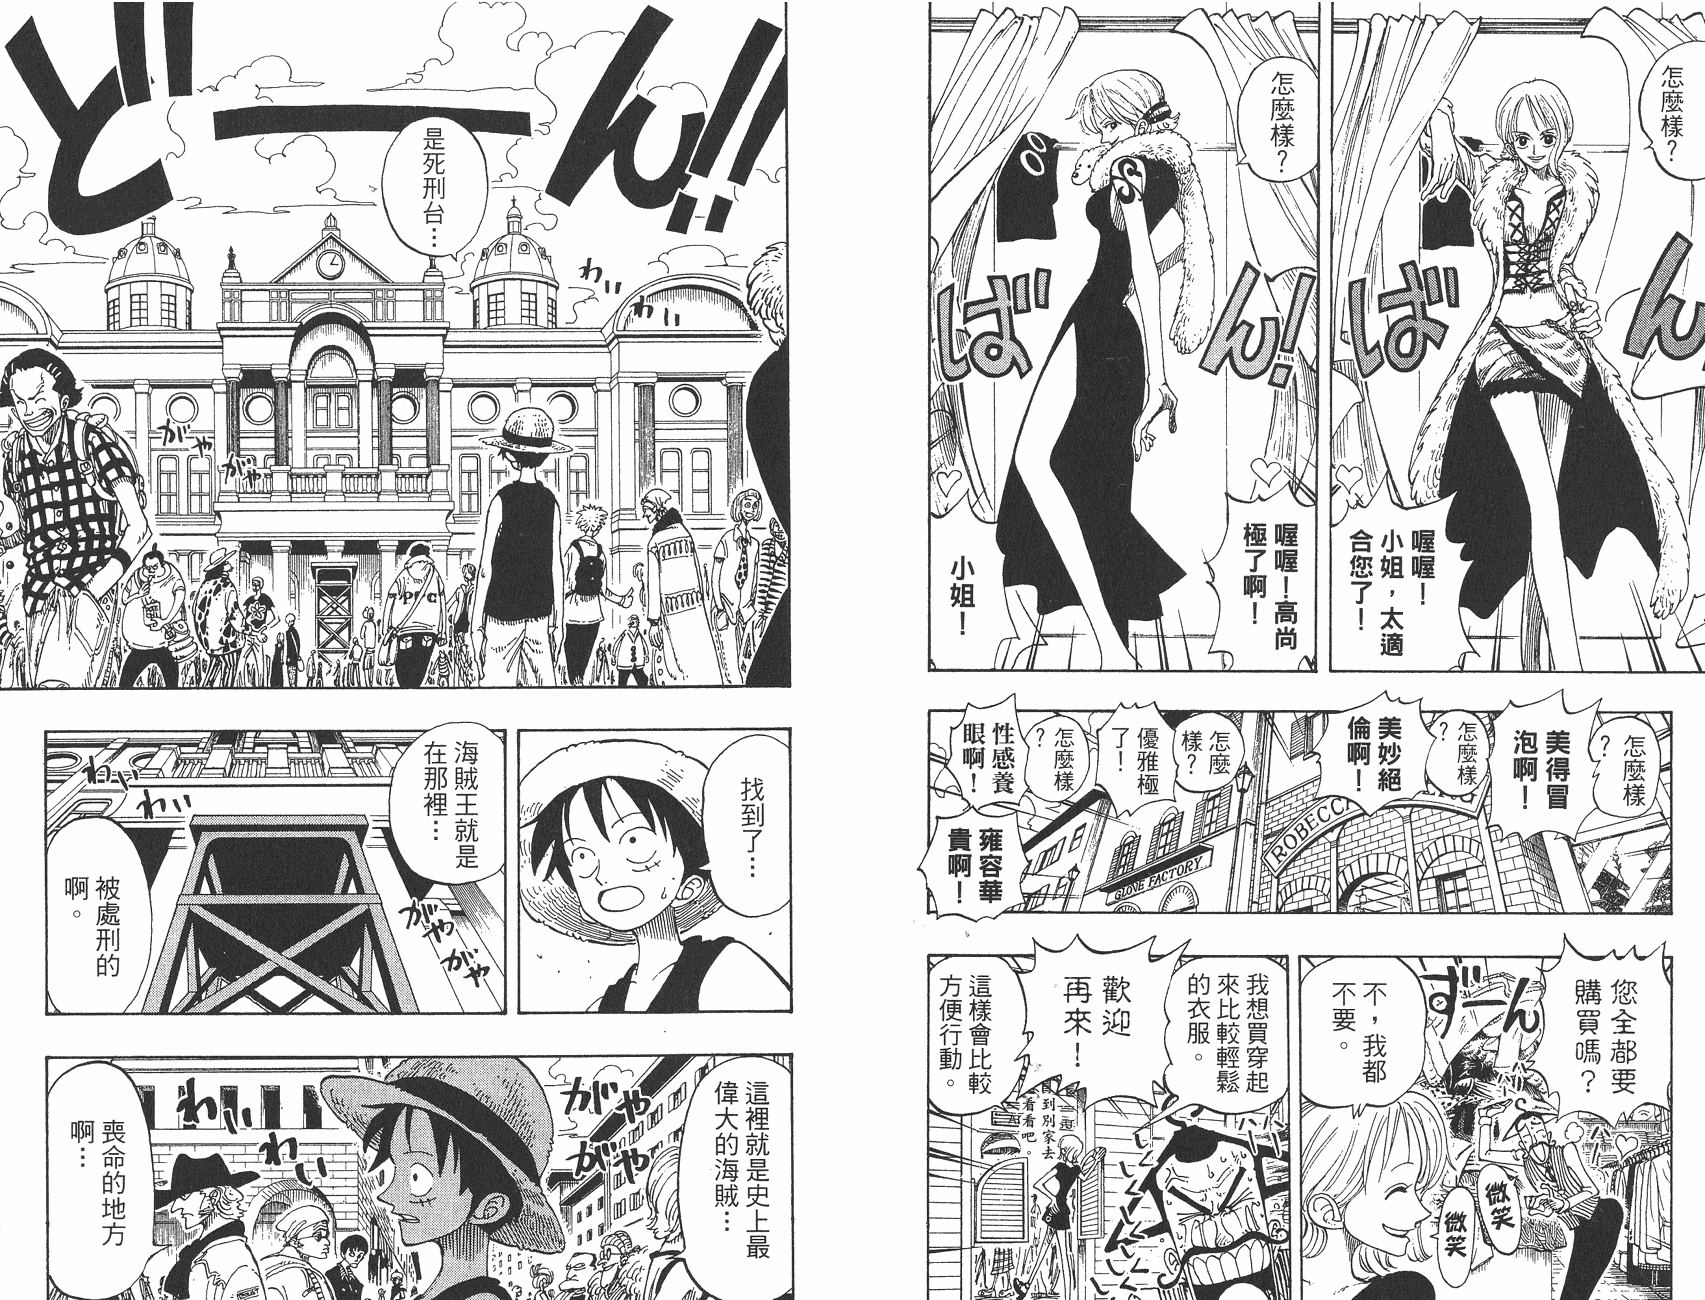 怎麼樣?
ばん
喔喔!
小姐,太適
合您了!
怎麼樣?
ばん!
喔喔!高尚
極了啊!
小姐!
怎麼樣
?
美得冒
泡啊!
怎麼樣
?
美妙絕
倫啊!
怎麼
樣?
優雅極
了!
怎麼樣
?
性感養
眼啊!
雍容華
貴啊!
ROBECCA
GLOVE FACTORY
您全都要
購買嗎?
ずーん
不,我都
不要。
微笑
微笑
我想買穿起
來比較輕鬆
的衣服。
歡迎
再來!
這樣會比較
方便行動。
到別家去
看看吧。
どーん!!
是死刑台…
わい
わい
がや
がや
找到了…
海賊王就是
在那裡…
わい
わい
がや
がや
被處刑的
啊。
這裡就是史上最
偉大的海賊…
がや
がや
わい
わい
喪命的地方
啊…